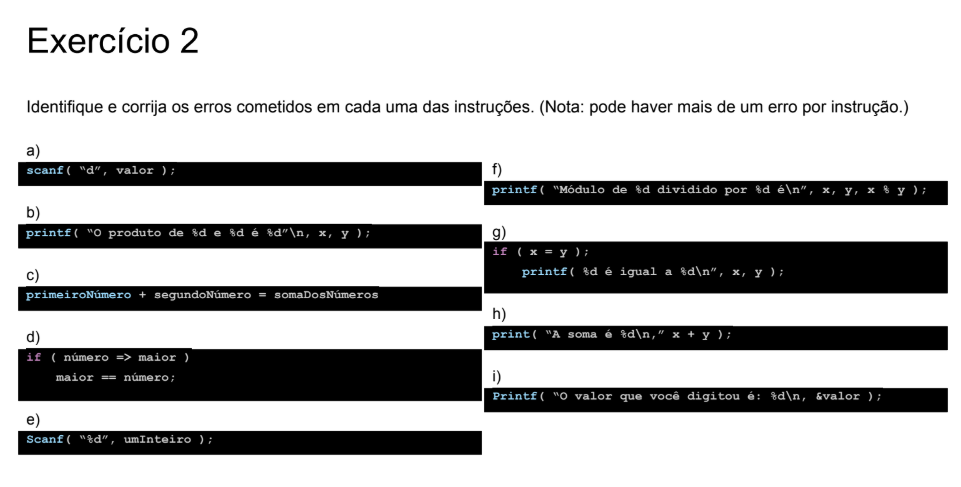 Exercício 2
Identifique e corrija os erros cometidos em cada uma das instruções. (Nota: pode haver mais de um erro por instrução.)
a)
scanf( “d”, valor );
b)
printf( “O produto de %d e %d é %d”\n, x, y );
c)
primeiroNúmero + segundoNúmero = somaDosNúmeros
d)
if ( número => maior )
maior == número;
e)
Scanf( “%d”, umInteiro );
f)
printf( “Módulo de %d dividido por %d é\n”, x, y, x % y );
g)
if ( x = y );
printf( %d é igual a %d\n”, x, y );
h)
print( “A soma é %d\n,” x + y );
i)
Printf( “O valor que você digitou é: %d\n, &valor );